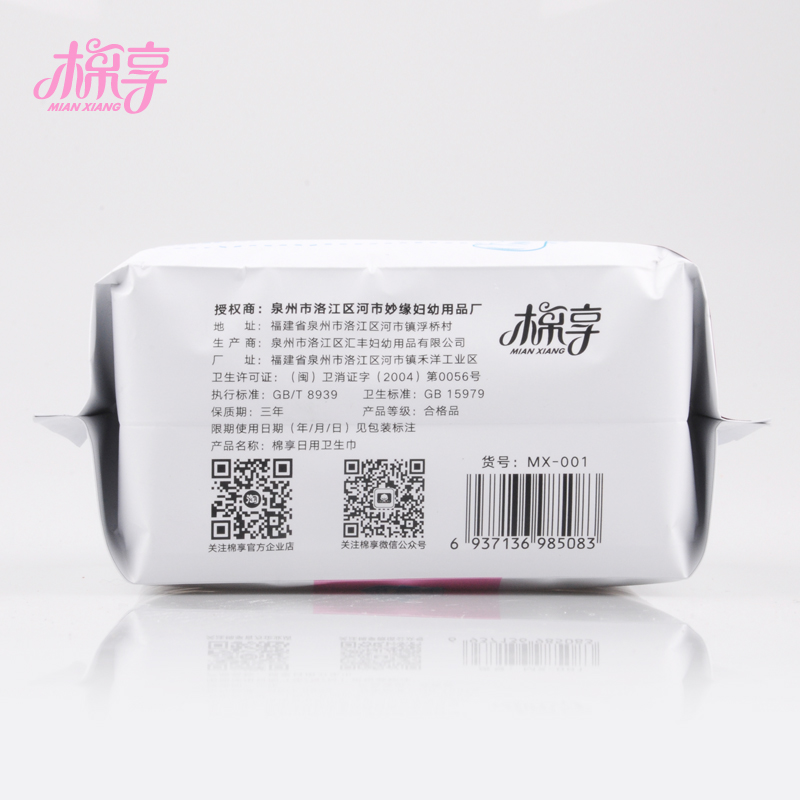 棉享
MIAN XIANG
授权商：泉州市洛江区河市妙缘妇幼用品厂
地 址：福建省泉州市洛江区河市镇浮桥村
生产商：泉州市洛江区汇丰妇幼用品有限公司
厂 址：福建省泉州市洛江区河市镇禾洋工业区
卫生许可证：（闽）卫消证字（2004）第0056号
执行标准：GB/T 8939 卫生标准：GB 15979
保质期：三年 产品等级：合格品
限期使用日期（年/月/日）见包装标注
产品名称：棉享日用卫生巾
棉享
MIAN XIANG
淘
关注棉享官方企业店
关注棉享微信公众号
货号：MX-001
6 937136 985083